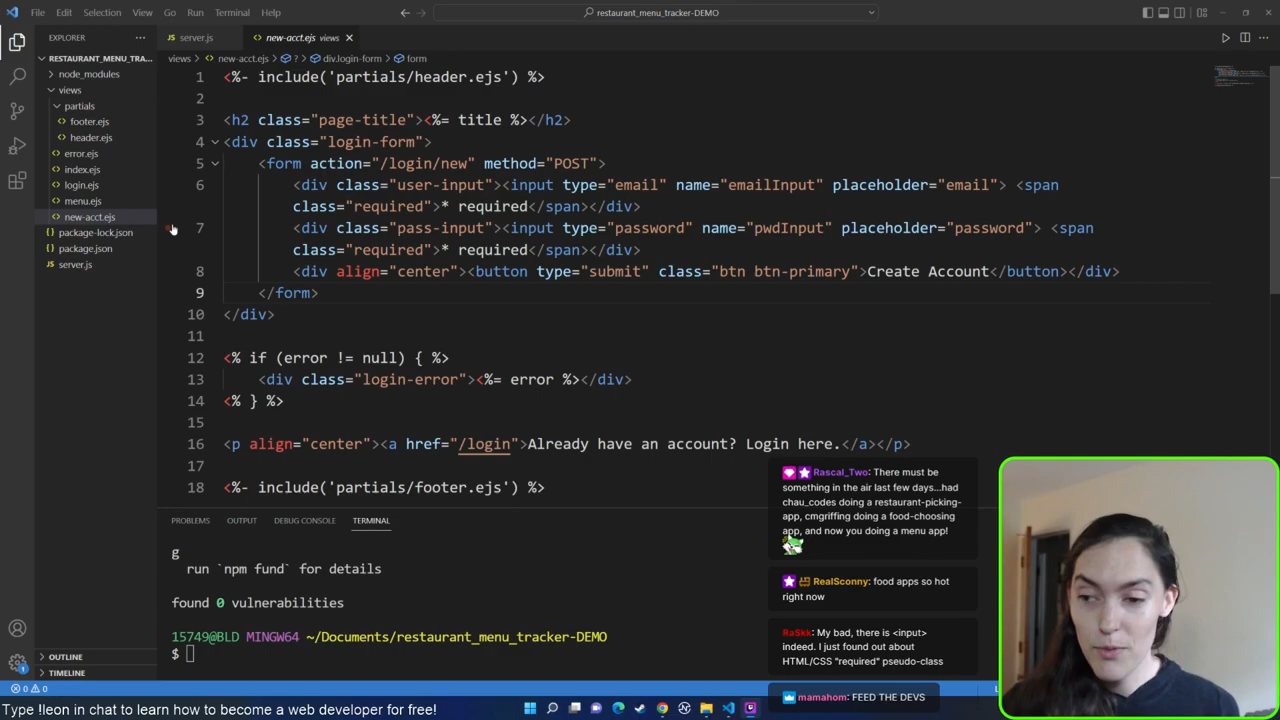 File Edit Selection View Go Run Terminal Help
restaurant_menu_tracker-DEMO
EXPLORER
RESTAURANT_MENU_TRA...
node_modules
views
partials
footer.ejs
header.ejs
error.ejs
index.ejs
login.ejs
menu.ejs
new-acct.ejs
package-lock.json
package.json
server.js
OUTLINE
TIMELINE
server.js
new-acct.ejs views
views > new-acct.ejs > ? > div.login-form > form
1 <%- include('partials/header.ejs') %>
2
3 <h2 class="page-title"><%= title %></h2>
4 <div class="login-form">
5 <form action="/login/new" method="POST">
6 <div class="user-input"><input type="email" name="emailInput" placeholder="email"> <span
class="required">* required</span></div>
7 <div class="pass-input"><input type="password" name="pwdInput" placeholder="password"> <span
class="required">* required</span></div>
8 <div align="center"><button type="submit" class="btn btn-primary">Create Account</button></div>
9 </form>
10 </div>
11
12 <% if (error != null) { %>
13 <div class="login-error"><%= error %></div>
14 <% } %>
15
16 <p align="center"><a href="/login">Already have an account? Login here.</a></p>
17
18 <%- include('partials/footer.ejs') %>
PROBLEMS OUTPUT DEBUG CONSOLE TERMINAL
g
run `npm fund` for details
found 0 vulnerabilities
15749@BLD MINGW64 ~/Documents/restaurant_menu_tracker-DEMO
$
Rascal_Two: There must be
something in the air last few days...had
chau_codes doing a restaurant-picking-
app, cmgriffing doing a food-choosing
app, and now you doing a menu app!
RealSconny: food apps so hot
right now
RaSkk: My bad, there is <input>
indeed. I just found out about
HTML/CSS "required" pseudo-class
mamahom: FEED THE DEVS
1
0 0
Type !leon in chat to learn how to become a web developer for free!